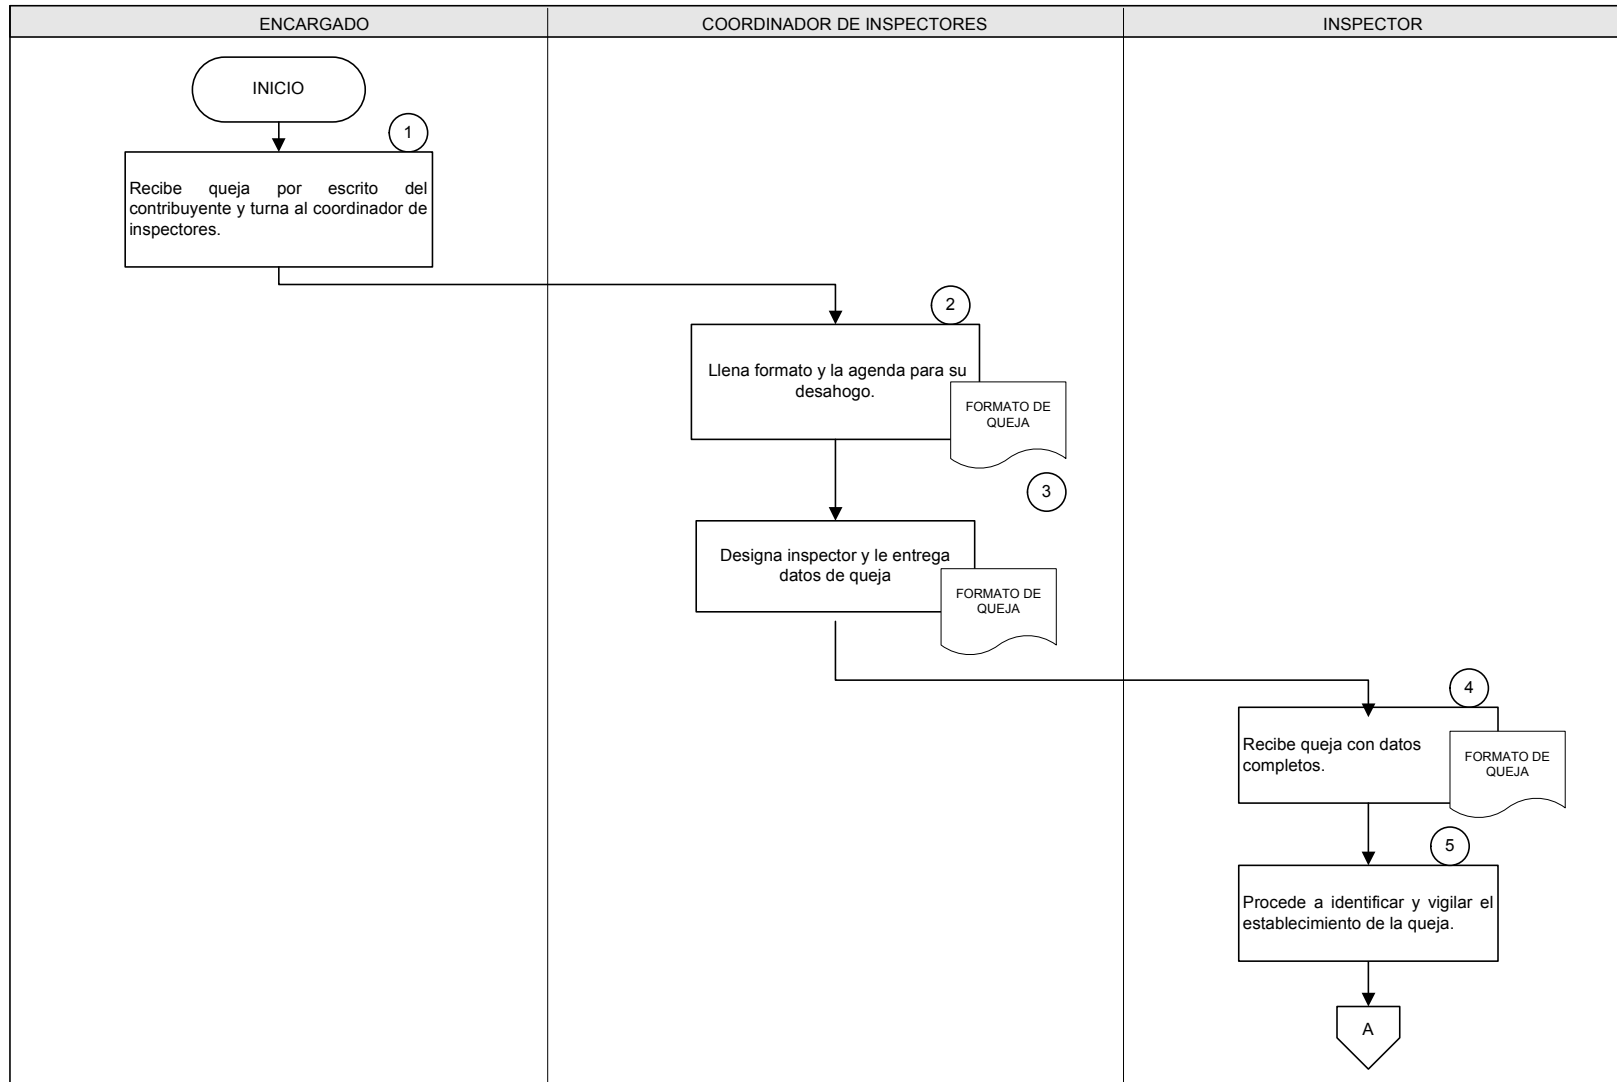 ENCARGADO
COORDINADOR DE INSPECTORES
INSPECTOR
INICIO
1
Recibe queja por escrito del
contribuyente y turna al coordinador de
inspectores.
2
Llena formato y la agenda para su
desahogo.
FORMATO DE
QUEJA
3
Designa inspector y le entrega
datos de queja
FORMATO DE
QUEJA
4
Recibe queja con datos
completos.
FORMATO DE
QUEJA
5
Procede a identificar y vigilar el
establecimiento de la queja.
A